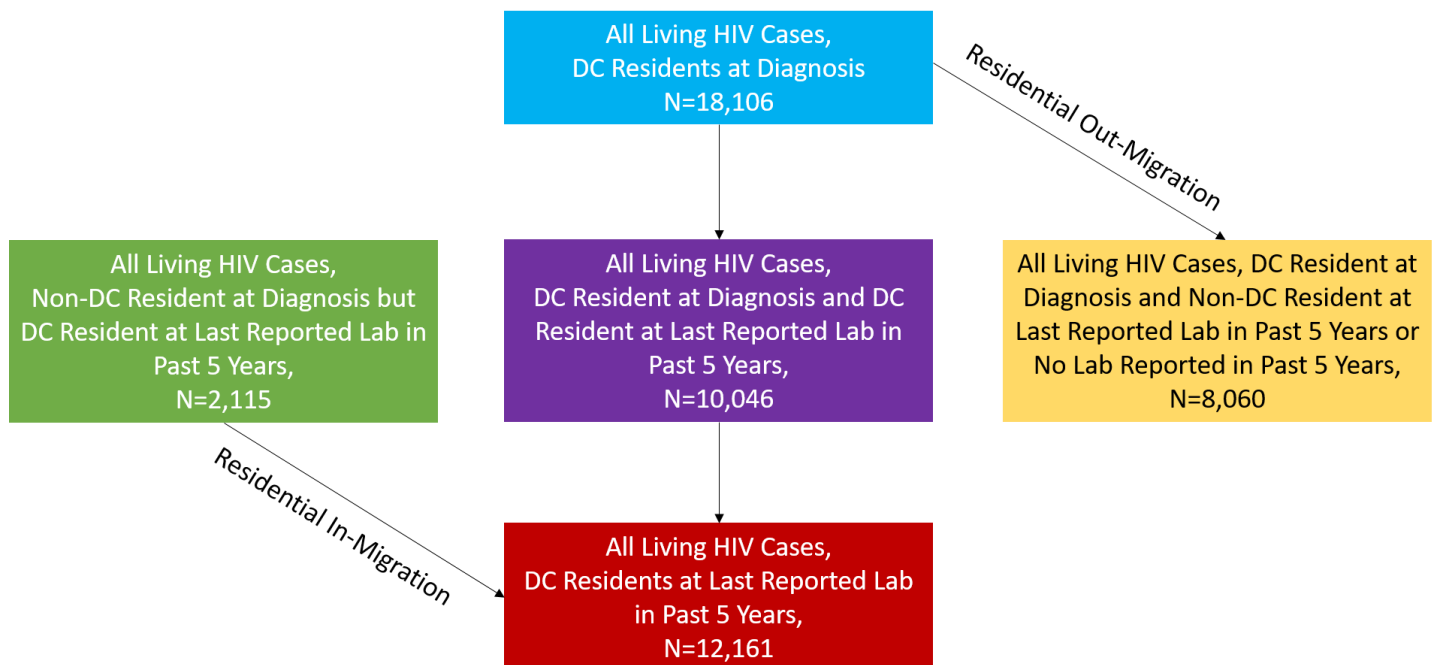 All Living HIV Cases,
DC Residents at Diagnosis
N=18,106
Residential Out-Migration
All Living HIV Cases,
Non-DC Resident at Diagnosis but
DC Resident at Last Reported Lab in
Past 5 Years,
N=2,115
All Living HIV Cases,
DC Resident at Diagnosis and DC
Resident at Last Reported Lab in
Past 5 Years,
N=10,046
All Living HIV Cases, DC Resident at
Diagnosis and Non-DC Resident at
Last Reported Lab in Past 5 Years or
No Lab Reported in Past 5 Years,
N=8,060
Residential In-Migration
All Living HIV Cases,
DC Residents at Last Reported Lab
in Past 5 Years,
N=12,161